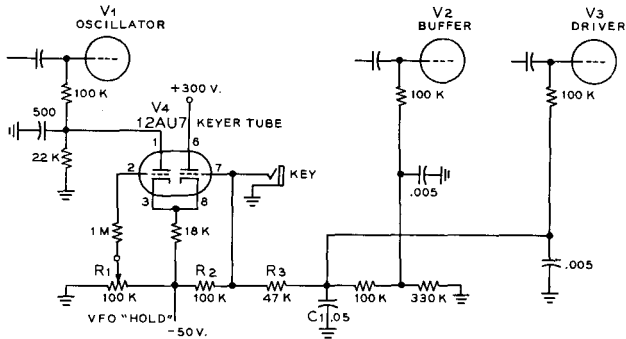 V1
OSCILLATOR
V2
BUFFER
V3
DRIVER
100 K
+300 V.
100 K
100 K
500
V4
12AU7 KEYER TUBE
1
6
22 K
2
7
KEY
.005
3
8
1 M
18 K
R1
R2
R3
.005
100 K
100 K
47 K
C1 .05
100 K
330 K
VFO "HOLD"
-50 V.